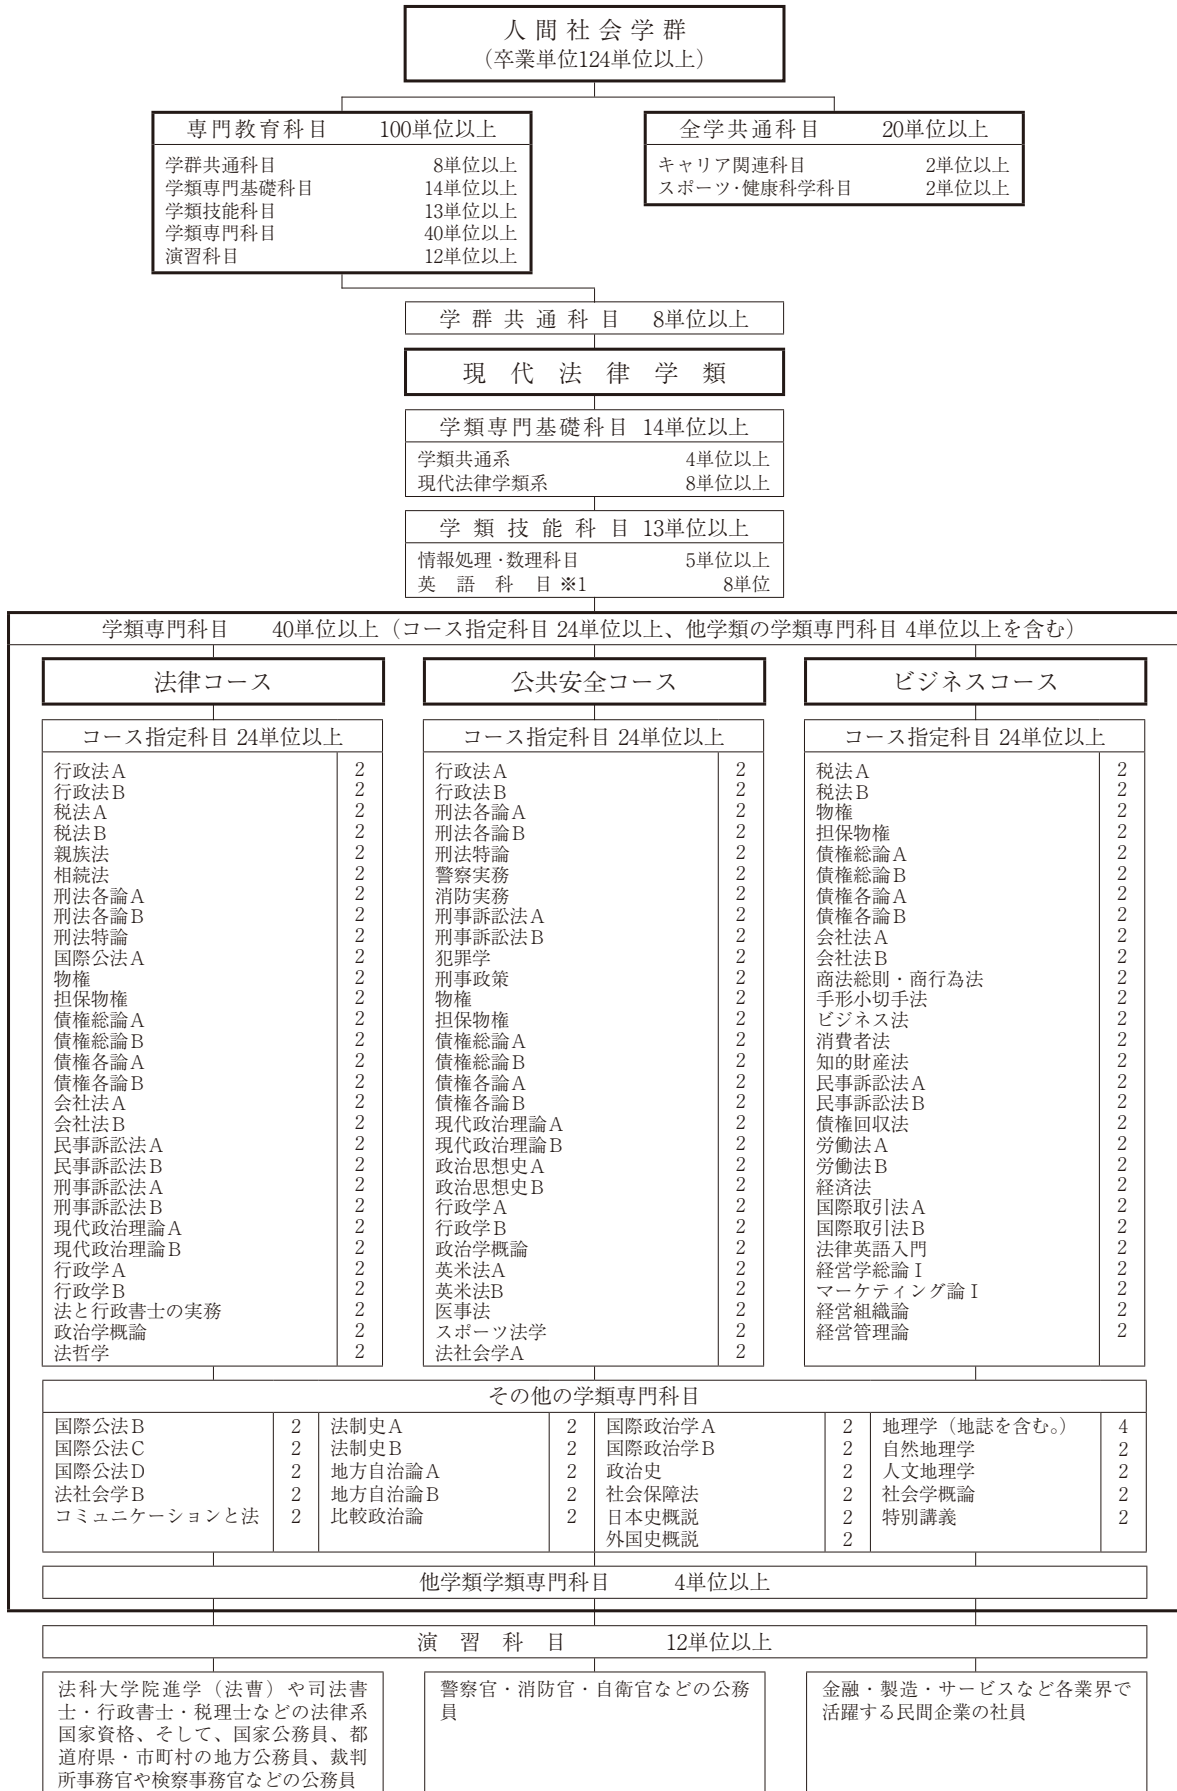 人間社会学群
（卒業単位124単位以上）
専門教育科目 100単位以上
学群共通科目 8単位以上
学類専門基礎科目 14単位以上
学類技能科目 13単位以上
学類専門科目 40単位以上
演習科目 12単位以上
全学共通科目 20単位以上
キャリア関連科目 2単位以上
スポーツ・健康科学科目 2単位以上
学群共通科目 8単位以上
現代法律学類
学類専門基礎科目 14単位以上
学類共通系 4単位以上
現代法律学類系 8単位以上
学類技能科目 13単位以上
情報処理・数理科目 5単位以上
英語科目※1 8単位
学類専門科目 40単位以上（コース指定科目 24単位以上、他学類の学類専門科目 4単位以上を含む）
法律コース
コース指定科目 24単位以上
行政法A 2
行政法B 2
税法A 2
税法B 2
親族法 2
相続法 2
刑法各論A 2
刑法各論B 2
刑法特論 2
国際公法A 2
物権 2
担保物権 2
債権総論A 2
債権総論B 2
債権各論A 2
債権各論B 2
会社法A 2
会社法B 2
民事訴訟法A 2
民事訴訟法B 2
刑事訴訟法A 2
刑事訴訟法B 2
現代政治理論A 2
現代政治理論B 2
行政学A 2
行政学B 2
法と行政書士の実務 2
政治学概論 2
法哲学 2
公共安全コース
コース指定科目 24単位以上
行政法A 2
行政法B 2
刑法各論A 2
刑法各論B 2
刑法特論 2
警察実務 2
消防実務 2
刑事訴訟法A 2
刑事訴訟法B 2
犯罪学 2
刑事政策 2
物権 2
担保物権 2
債権総論A 2
債権総論B 2
債権各論A 2
債権各論B 2
現代政治理論A 2
現代政治理論B 2
政治思想史A 2
政治思想史B 2
行政学A 2
行政学B 2
政治学概論 2
英米法A 2
英米法B 2
医事法 2
スポーツ法学 2
法社会学A 2
ビジネスコース
コース指定科目 24単位以上
税法A 2
税法B 2
物権 2
担保物権 2
債権総論A 2
債権総論B 2
債権各論A 2
債権各論B 2
会社法A 2
会社法B 2
商法総則・商行為法 2
手形小切手法 2
ビジネス法 2
消費者法 2
知的財産法 2
民事訴訟法A 2
民事訴訟法B 2
債権回収法 2
労働法A 2
労働法B 2
経済法 2
国際取引法A 2
国際取引法B 2
法律英語入門 2
経営学総論Ⅰ 2
マーケティング論Ⅰ 2
経営組織論 2
経営管理論 2
その他の学類専門科目
国際公法B 2
国際公法C 2
国際公法D 2
法社会学B 2
コミュニケーションと法 2
法制史A 2
法制史B 2
地方自治論A 2
地方自治論B 2
比較政治論 2
国際政治学A 2
国際政治学B 2
政治史 2
社会保障法 2
日本史概説 2
外国史概説 2
地理学（地誌を含む。） 4
自然地理学 2
人文地理学 2
社会学概論 2
特別講義 2
他学類学類専門科目 4単位以上
演習科目 12単位以上
法科大学院進学（法曹）や司法書
士・行政書士・税理士などの法律系
国家資格、そして、国家公務員、都
道府県・市町村の地方公務員、裁判
所事務官や検察事務官などの公務員
警察官・消防官・自衛官などの公務
員
金融・製造・サービスなど各業界で
活躍する民間企業の社員